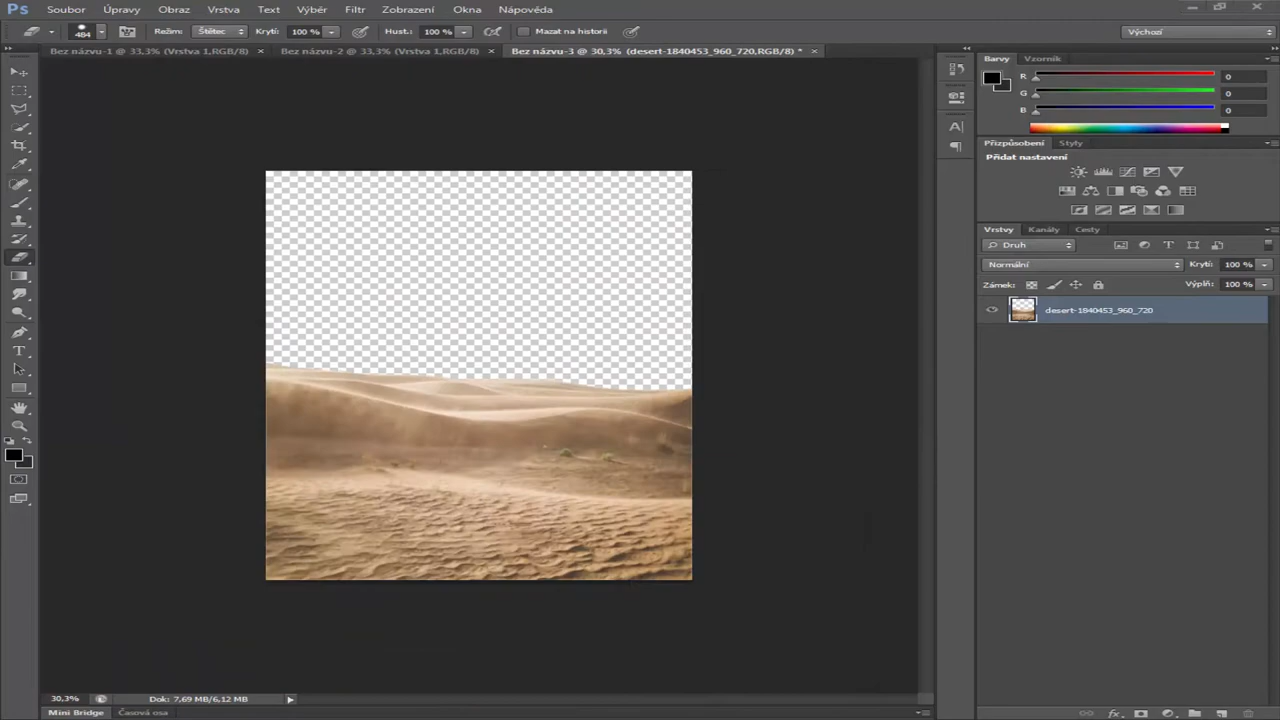 Ps Soubor Úpravy Obraz Vrstva Text Výběr Filtr Zobrazení Okna Nápověda
484 Režim: Štětec Krytí: 100 % Hust.: 100 % Mazat na historii Výchozí
Bez názvu-1 @ 33,3% (Vrstva 1,RGB/8) × Bez názvu-2 @ 33,3% (Vrstva 1,RGB/8) × Bez názvu-3 @ 30,3% (desert-1840453_960_720,RGB/8) * ×
Barvy Vzorník
R 0
G 0
B 0
Přizpůsobení Styly
Přidat nastavení
Vrstvy Kanály Cesty
Druh
Normální Krytí: 100 %
Zámek: Výplň: 100 %
desert-1840453_960_720
30,3% Dok: 7,69 MB/6,12 MB
Mini Bridge Časová osa